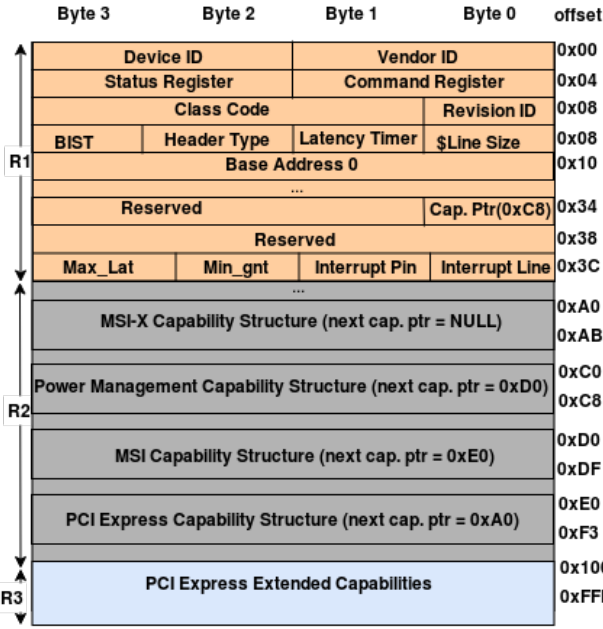 Byte 3 Byte 2 Byte 1 Byte 0 offset
Device ID Vendor ID 0x00
Status Register Command Register 0x04
Class Code Revision ID 0x08
BIST Header Type Latency Timer $Line Size 0x08
R1
Base Address 0 0x10
...
Reserved Cap. Ptr(0xC8) 0x34
Reserved 0x38
Max_Lat Min_gnt Interrupt Pin Interrupt Line 0x3C
...
0xA0
MSI-X Capability Structure (next cap. ptr = NULL)
0xAB
0xC0
Power Management Capability Structure (next cap. ptr = 0xD0)
0xC8
R2
0xD0
MSI Capability Structure (next cap. ptr = 0xE0)
0xDF
0xE0
PCI Express Capability Structure (next cap. ptr = 0xA0)
0xF3
0x100
PCI Express Extended Capabilities
R3